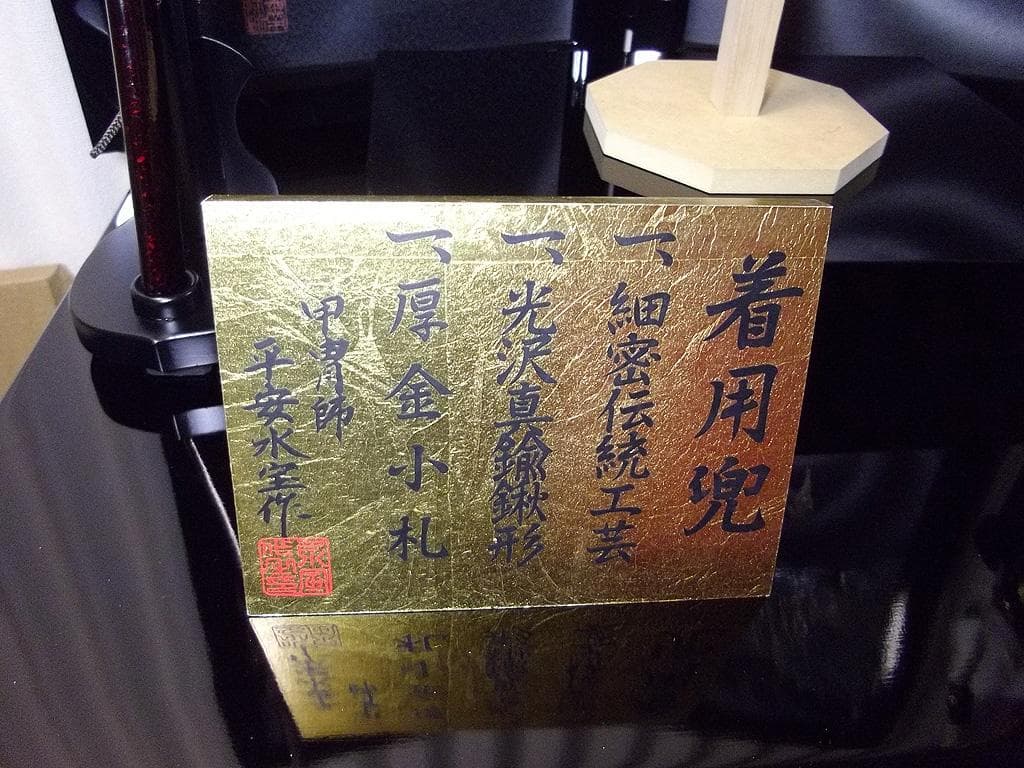 着用兜
一、細密伝統工芸
一、光沢真鍮鍬形
一、厚金小札
甲冑師
平安水宝作